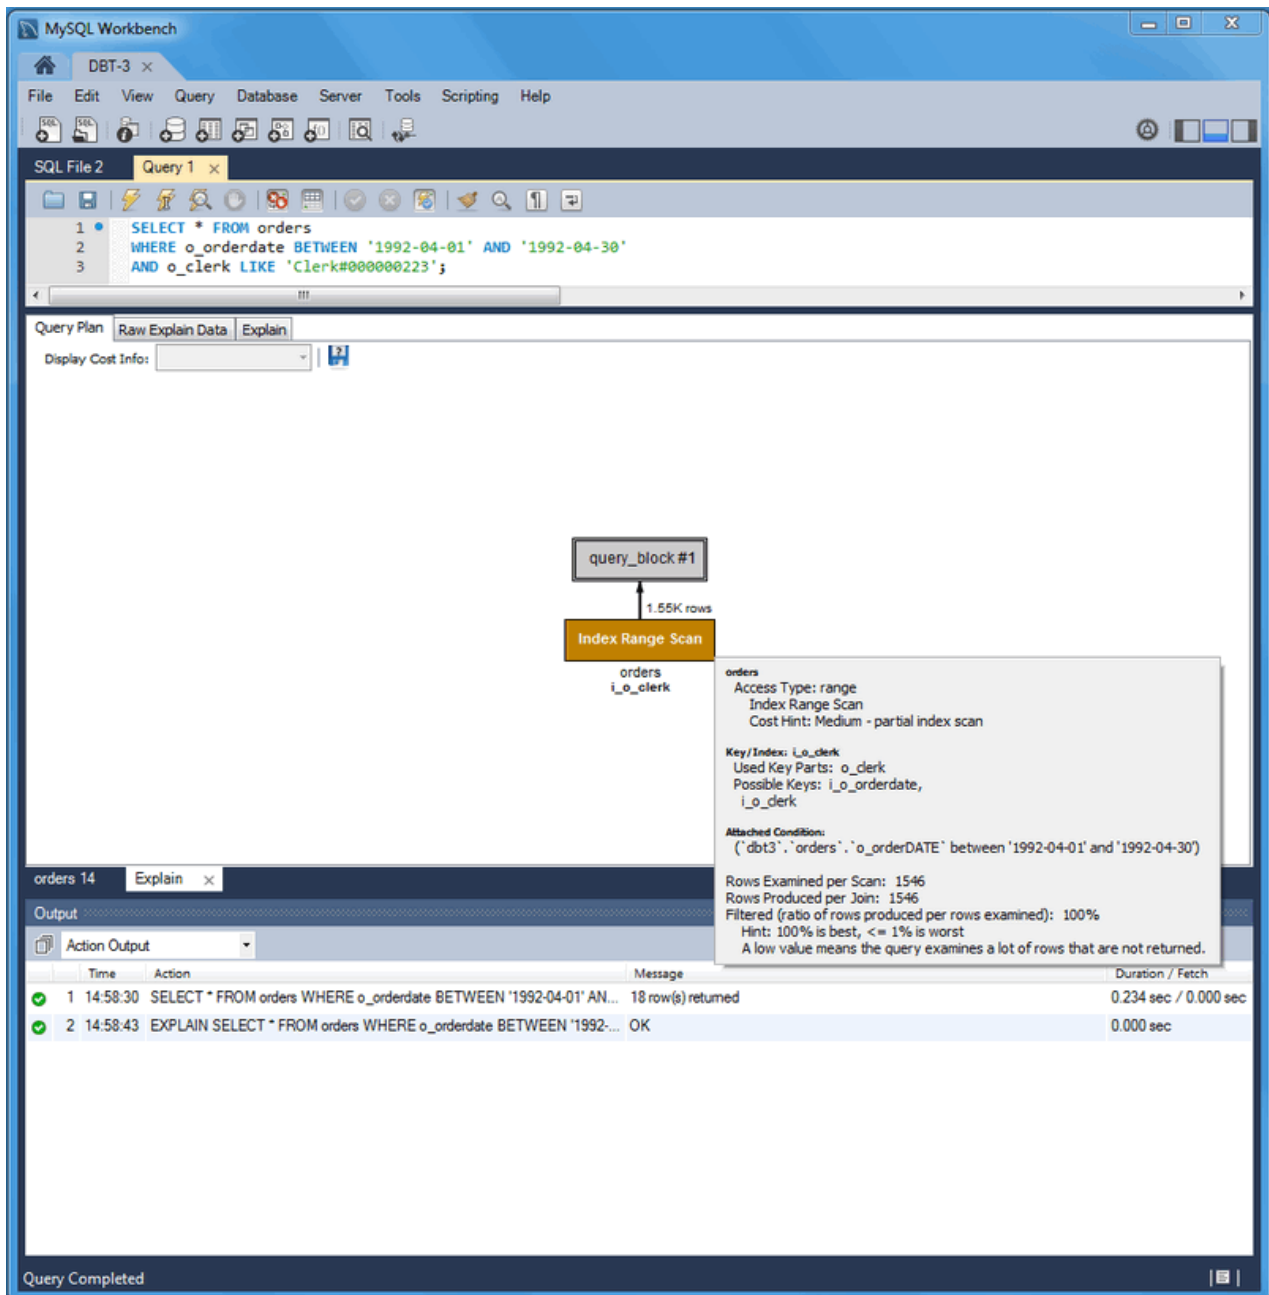 MySQL Workbench
DBT-3
File Edit View Query Database Server Tools Scripting Help
SQL File 2 Query 1
1 SELECT * FROM orders
2 WHERE o_orderdate BETWEEN '1992-04-01' AND '1992-04-30'
3 AND o_clerk LIKE 'Clerk#000000223';
Query Plan Raw Explain Data Explain
Display Cost Info:
query_block #1
1.55K rows
Index Range Scan
orders
i_o_clerk
orders
Access Type: range
Index Range Scan
Cost Hint: Medium - partial index scan
Key/Index: i_o_clerk
Used Key Parts: o_clerk
Possible Keys: i_o_orderdate,
i_o_clerk
Attached Condition:
(`dbt3`.`orders`.`o_orderDATE` between '1992-04-01' and '1992-04-30')
Rows Examined per Scan: 1546
Rows Produced per Join: 1546
Filtered (ratio of rows produced per rows examined): 100%
Hint: 100% is best, <= 1% is worst
A low value means the query examines a lot of rows that are not returned.
orders 14 Explain
Output
Action Output
Time Action Message Duration / Fetch
1 14:58:30 SELECT * FROM orders WHERE o_orderdate BETWEEN '1992-04-01' AN... 18 row(s) returned 0.234 sec / 0.000 sec
2 14:58:43 EXPLAIN SELECT * FROM orders WHERE o_orderdate BETWEEN '1992-... OK 0.000 sec
Query Completed